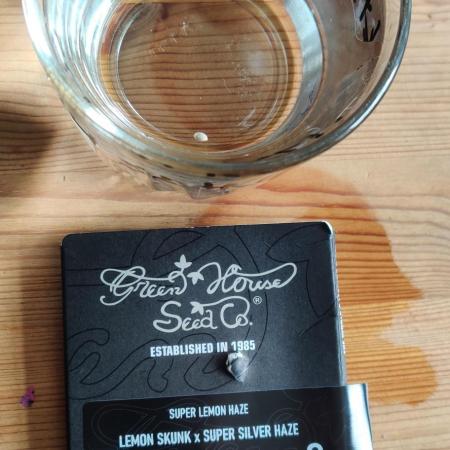 Green House
Seed Co.®
ESTABLISHED IN 1985
SUPER LEMON HAZE
LEMON SKUNK x SUPER SILVER HAZE